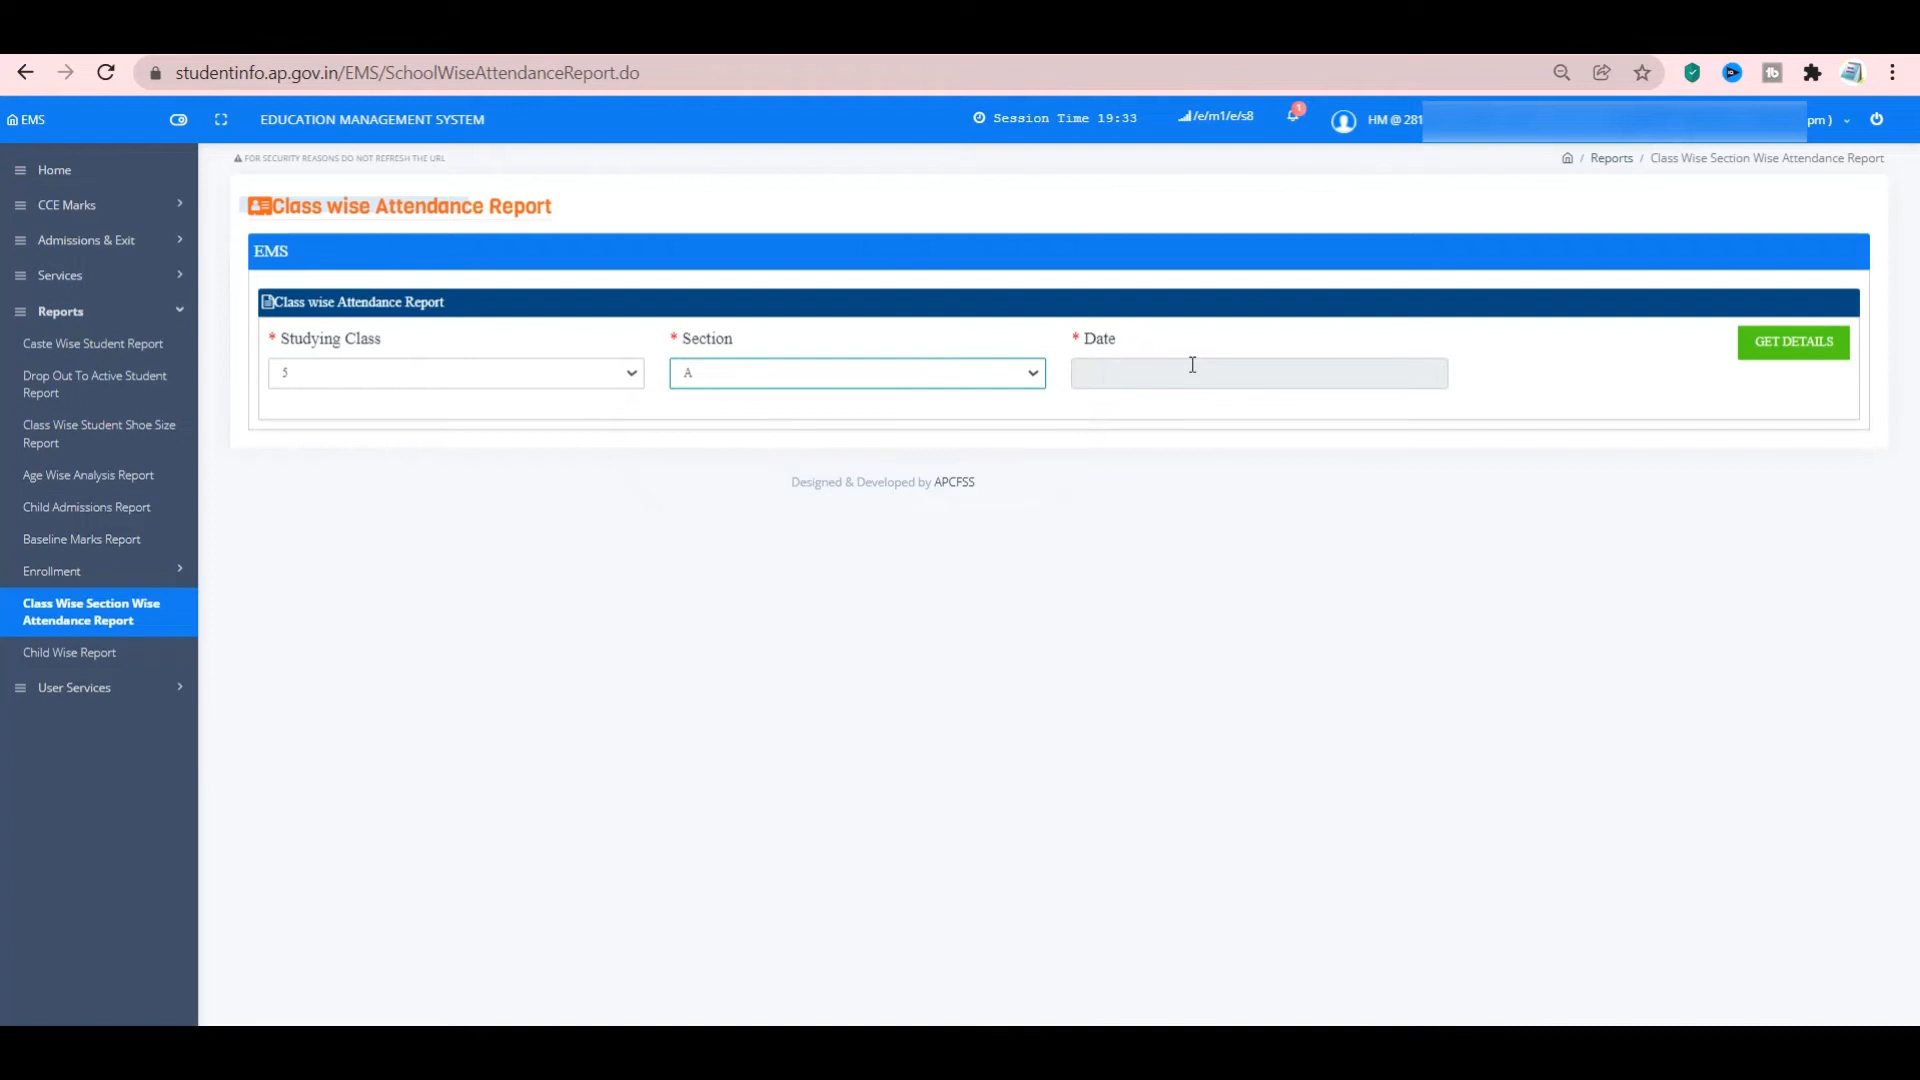 studentinfo.ap.gov.in/EMS/SchoolWiseAttendanceReport.do
EMS
EDUCATION MANAGEMENT SYSTEM
Session Time 19:33
/e/m1/e/s8
1
HM @ 281
pm )
FOR SECURITY REASONS DO NOT REFRESH THE URL
/ Reports / Class Wise Section Wise Attendance Report
Home
CCE Marks
Admissions & Exit
Services
Reports
Caste Wise Student Report
Drop Out To Active Student
Report
Class Wise Student Shoe Size
Report
Age Wise Analysis Report
Child Admissions Report
Baseline Marks Report
Enrollment
Class Wise Section Wise
Attendance Report
Child Wise Report
User Services
Class wise Attendance Report
EMS
Class wise Attendance Report
* Studying Class
* Section
* Date
GET DETAILS
5
A
Designed & Developed by APCFSS